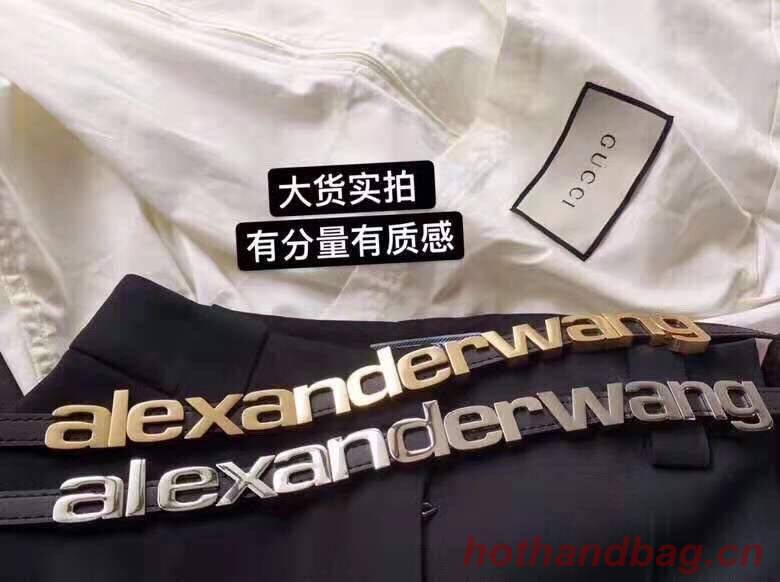 大货实拍
有分量有质感
GUCCI
alexanderwang
alexanderwang
hothandbag.cn